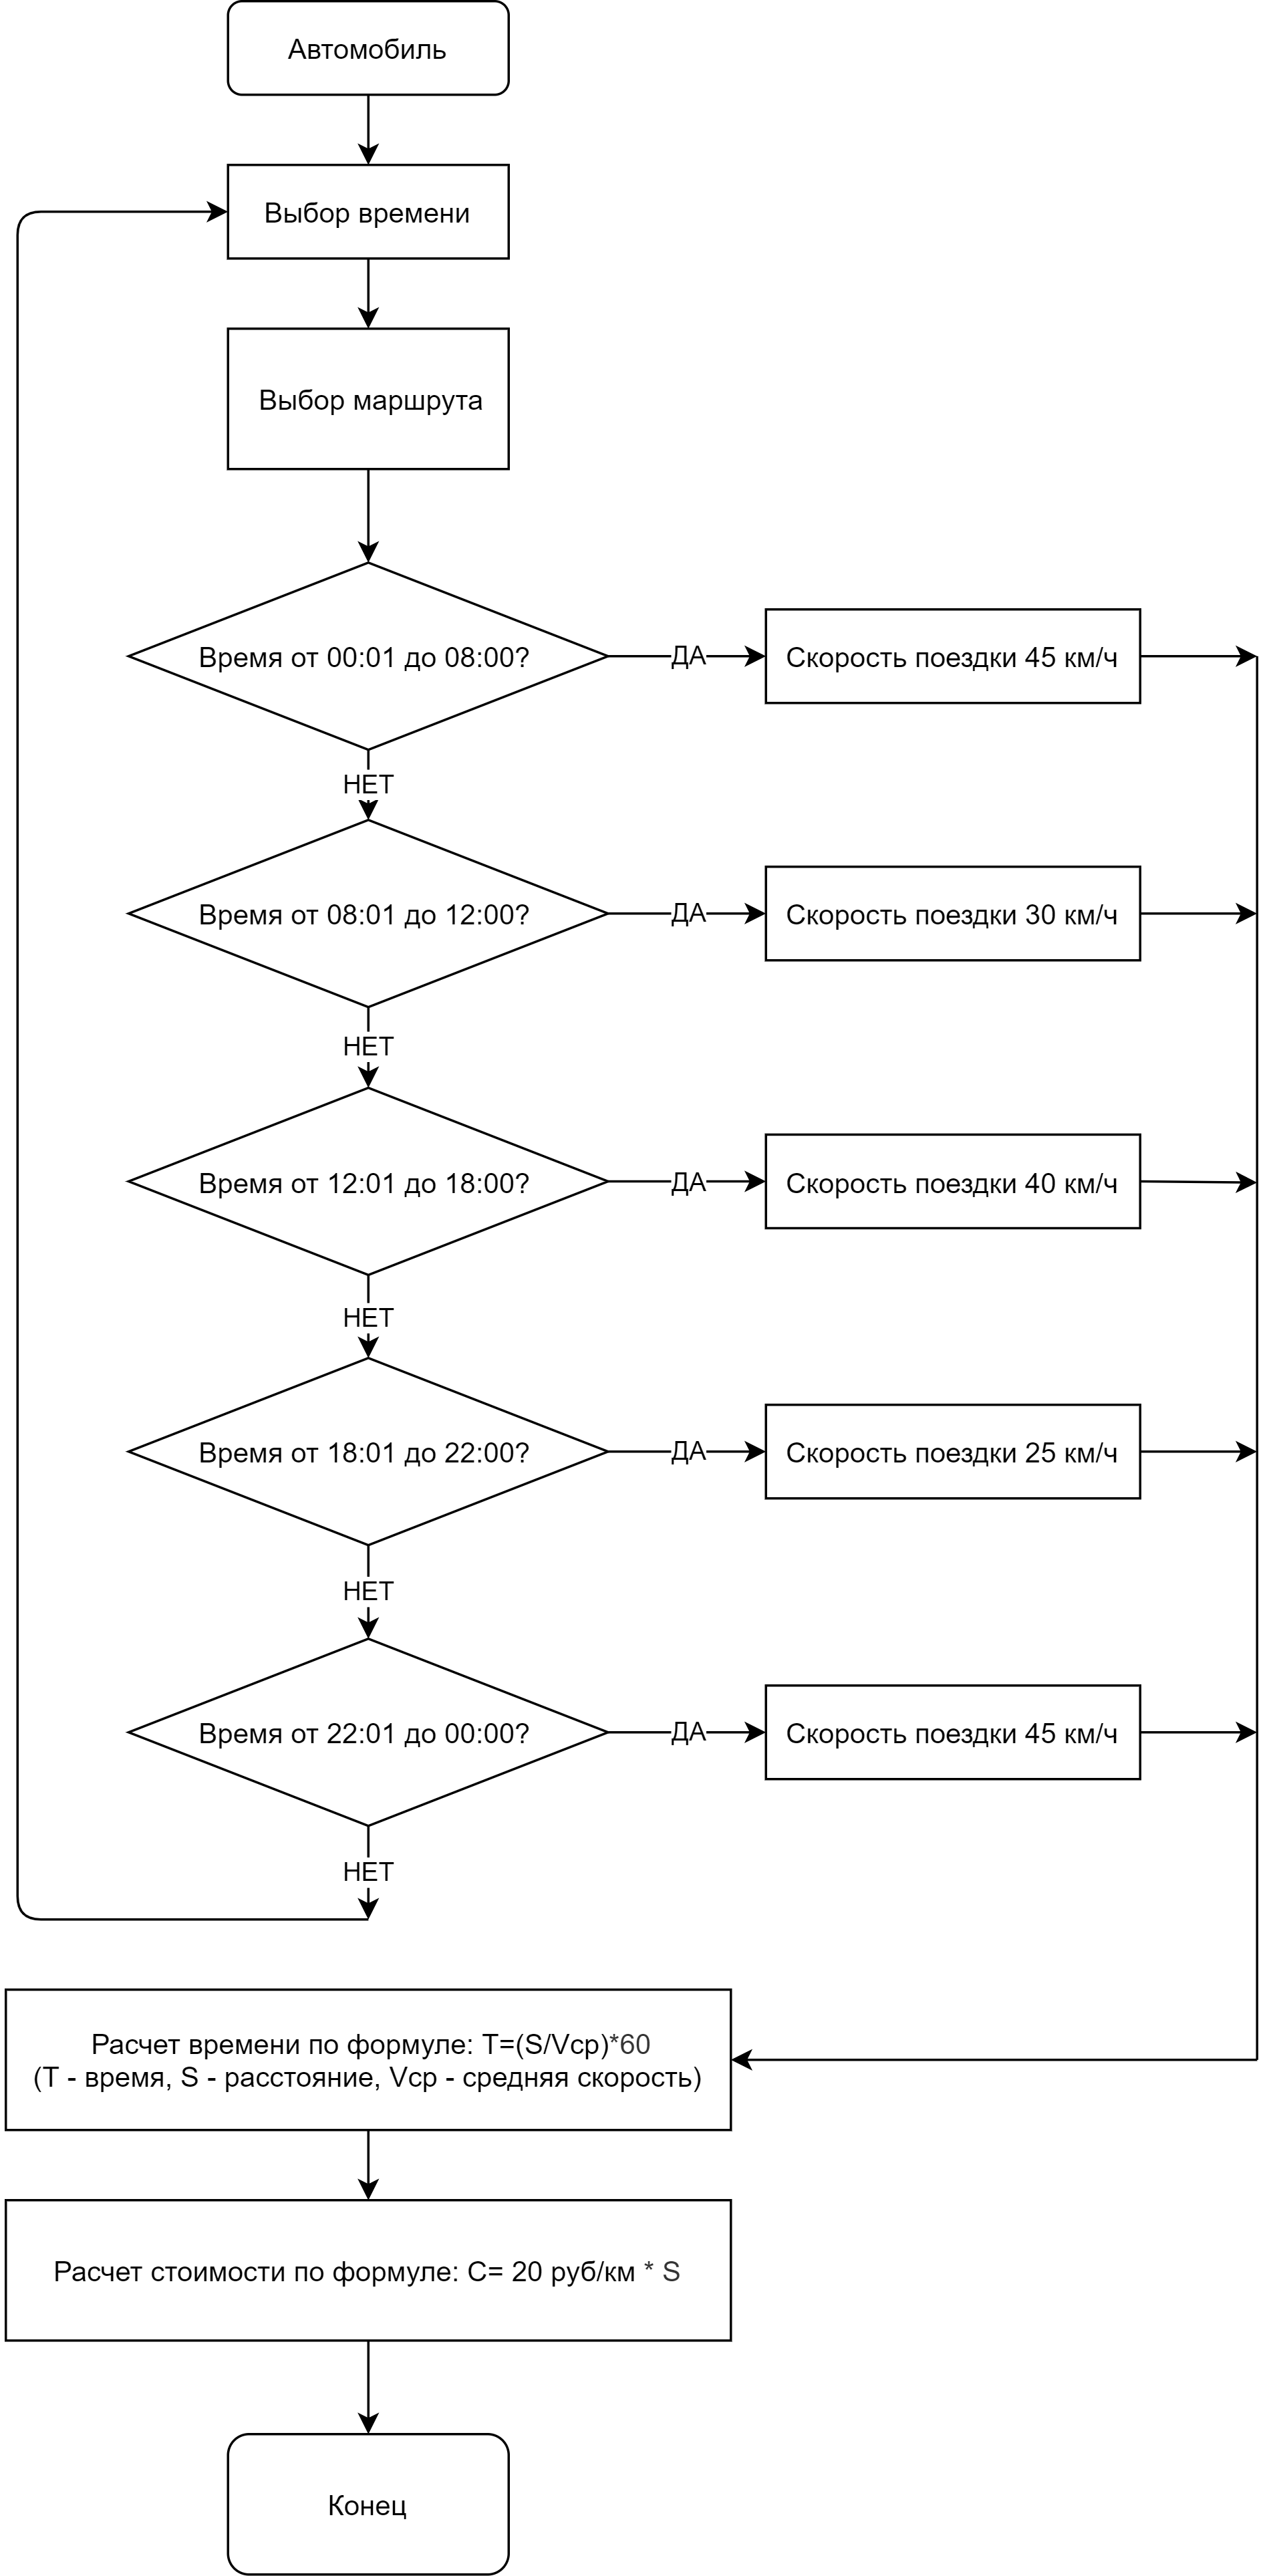 Автомобиль
Выбор времени
Выбор маршрута
Время от 00:01 до 08:00?
ДА
Скорость поездки 45 км/ч
НЕТ
Время от 08:01 до 12:00?
ДА
Скорость поездки 30 км/ч
НЕТ
Время от 12:01 до 18:00?
ДА
Скорость поездки 40 км/ч
НЕТ
Время от 18:01 до 22:00?
ДА
Скорость поездки 25 км/ч
НЕТ
Время от 22:01 до 00:00?
ДА
Скорость поездки 45 км/ч
НЕТ
Расчет времени по формуле: T=(S/Vср)*60
(T - время, S - расстояние, Vср - средняя скорость)
Расчет стоимости по формуле: C= 20 руб/км * S
Конец